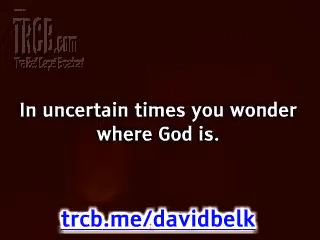 TRCB.com
In uncertain times you wonder
where God is.
trcb.me/davidbelk